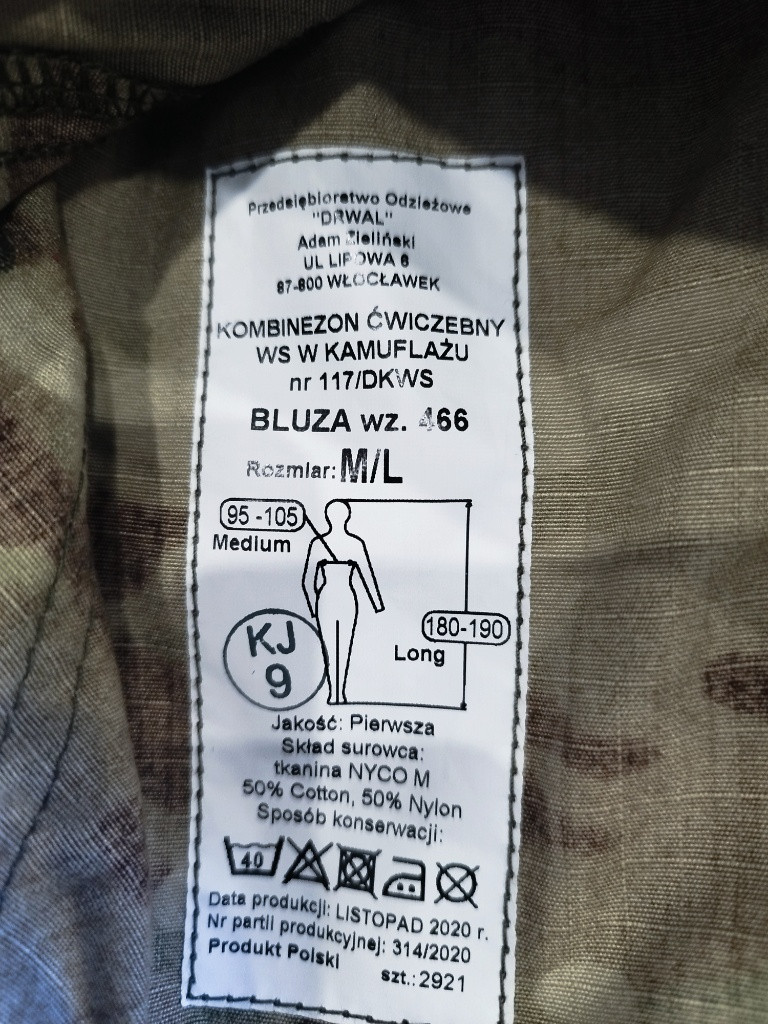 Przedsiębiorstwo Odzieżowe
"DRWAL"
Adam Zieliński
UL LIPOWA 6
87-800 WŁOCŁAWEK
KOMBINEZON ĆWICZEBNY
WS W KAMUFLAŻU
nr 117/DKWS
BLUZA wz. 466
Rozmiar: M/L
95 -105
Medium
180-190
Long
KJ
9
Jakość: Pierwsza
Skład surowca:
tkanina NYCO M
50% Cotton, 50% Nylon
Sposób konserwacji:
40
Data produkcji: LISTOPAD 2020 r.
Nr partii produkcyjnej: 314/2020
Produkt Polski
szt.:2921